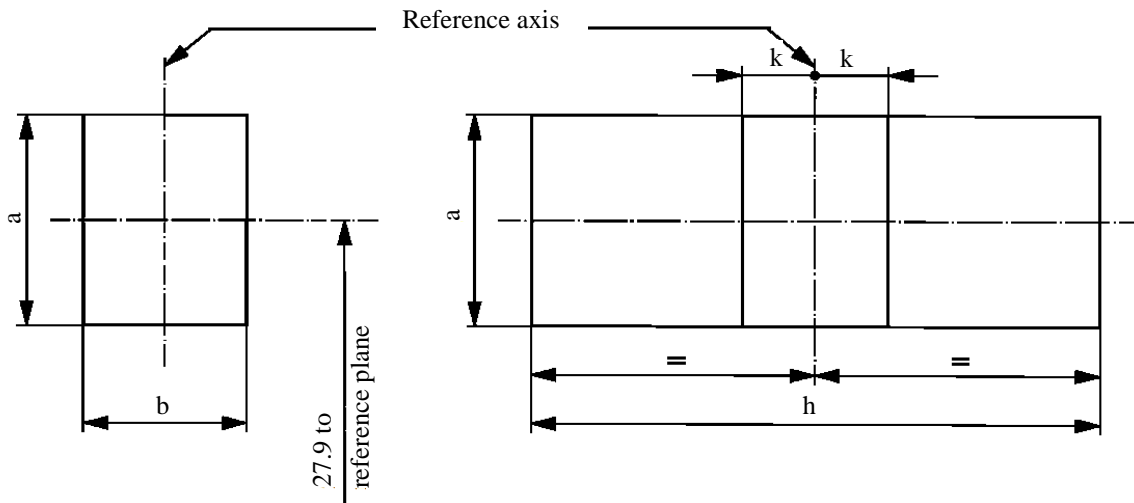 Reference axis
k k
a
a
= =
b
h
27.9 to
reference plane